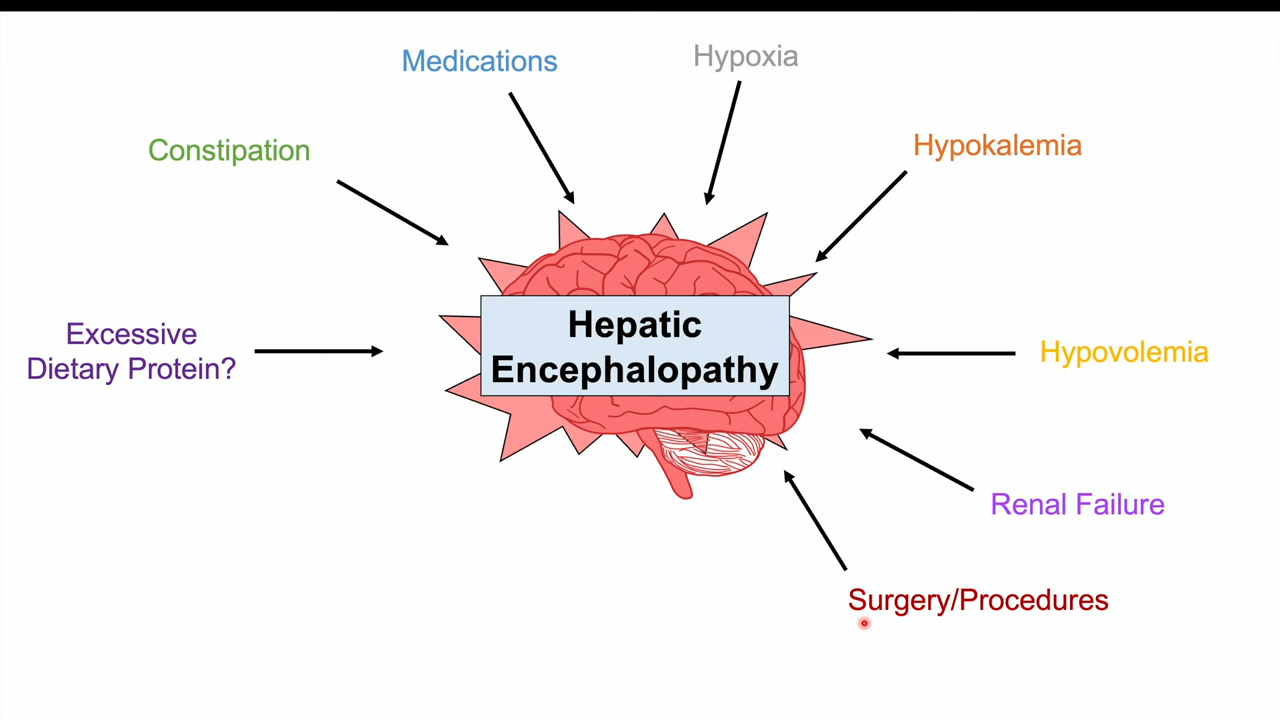 Medications
Hypoxia
Constipation
Hypokalemia
Hepatic
Encephalopathy
Excessive
Dietary Protein?
Hypovolemia
Renal Failure
Surgery/Procedures